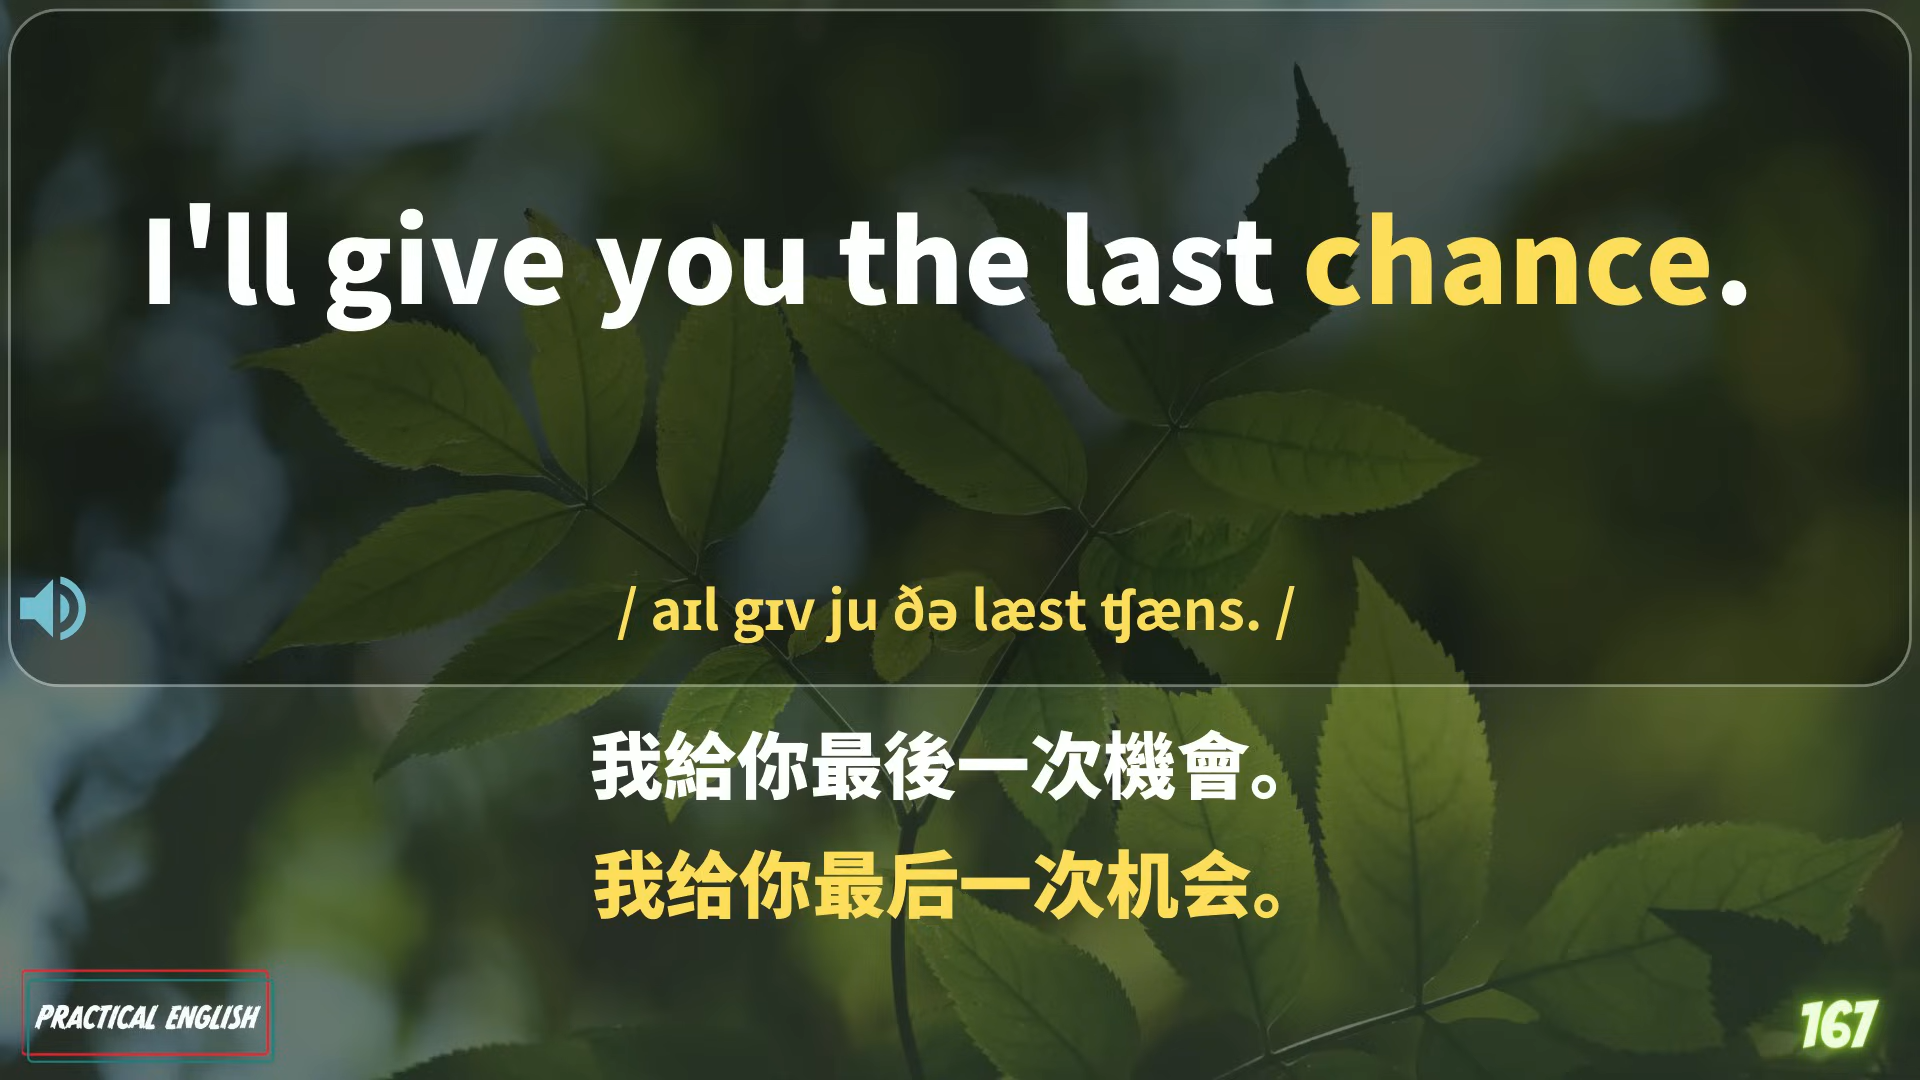 I'll give you the last chance.
/ aɪl gɪv ju ðə læst ʧæns. /
我給你最後一次機會。
我给你最后一次机会。
PRACTICAL ENGLISH
167